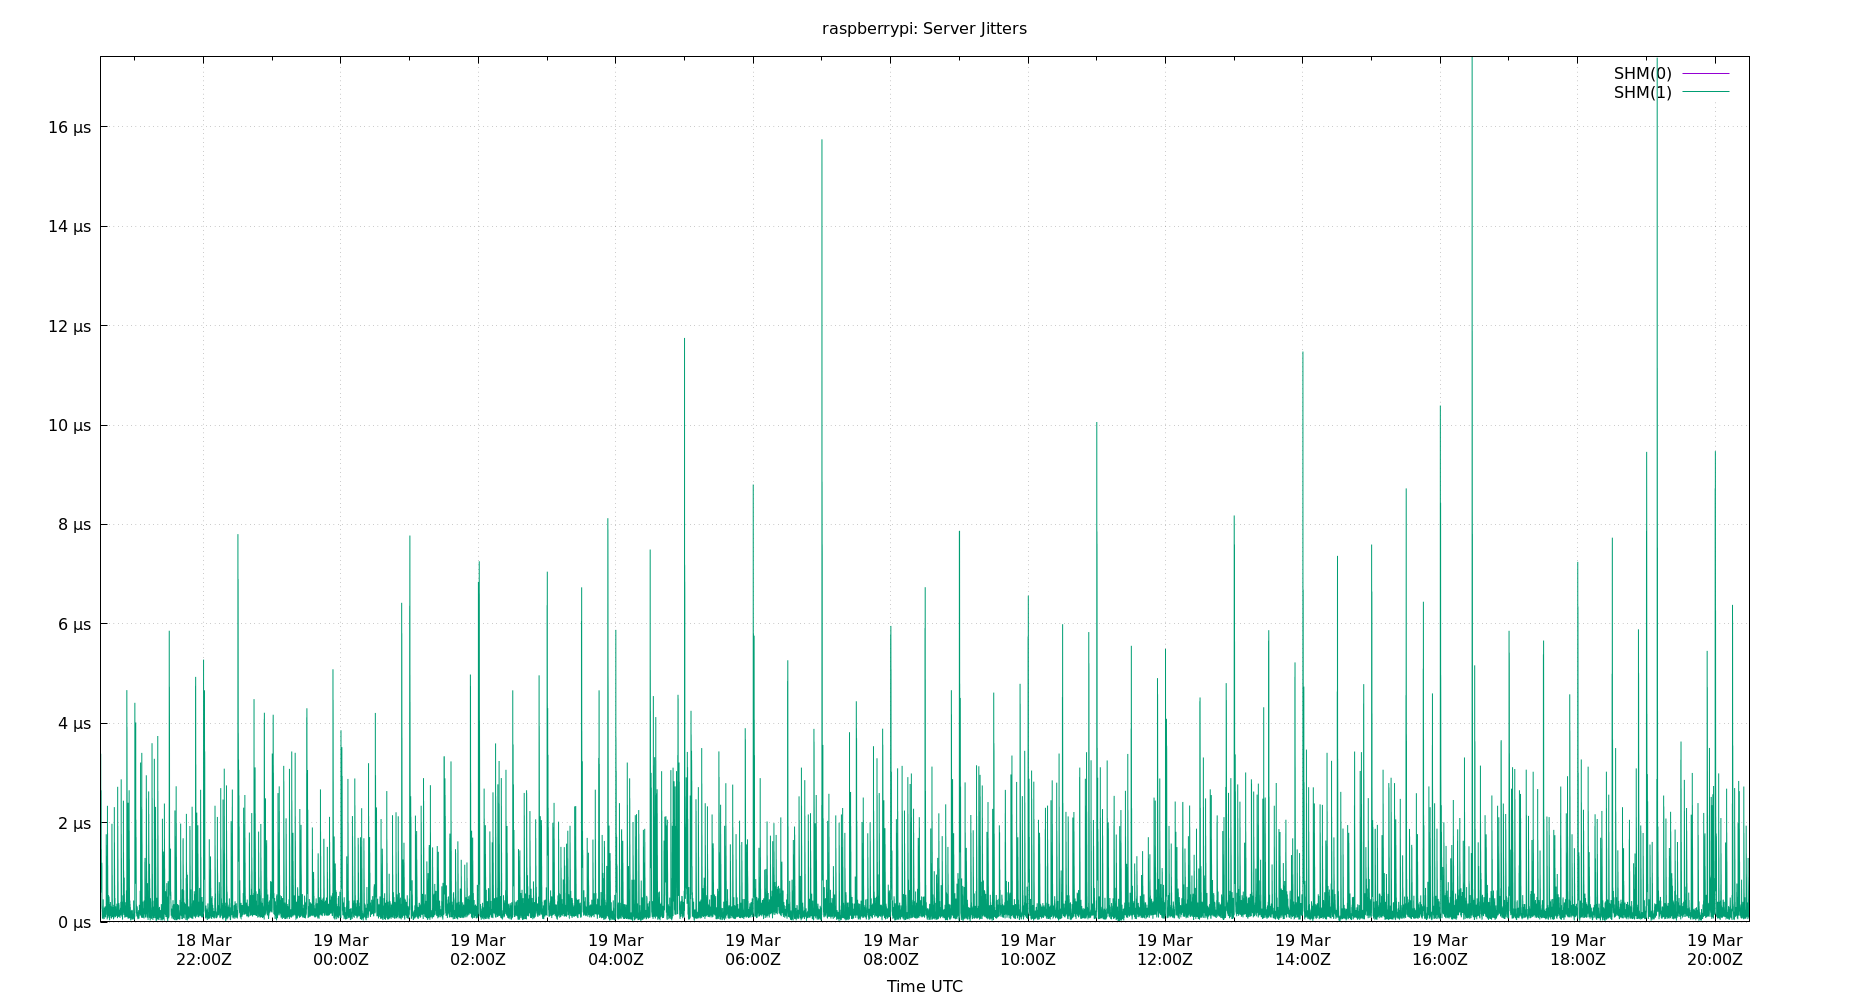 raspberrypi: Server Jitters
SHM(0)
SHM(1)
16 µs
14 µs
12 µs
10 µs
8 µs
6 µs
4 µs
2 µs
0 µs
18 Mar 19 Mar 19 Mar 19 Mar 19 Mar 19 Mar 19 Mar 19 Mar 19 Mar 19 Mar 19 Mar 19 Mar
22:00Z 00:00Z 02:00Z 04:00Z 06:00Z 08:00Z 10:00Z 12:00Z 14:00Z 16:00Z 18:00Z 20:00Z
Time UTC